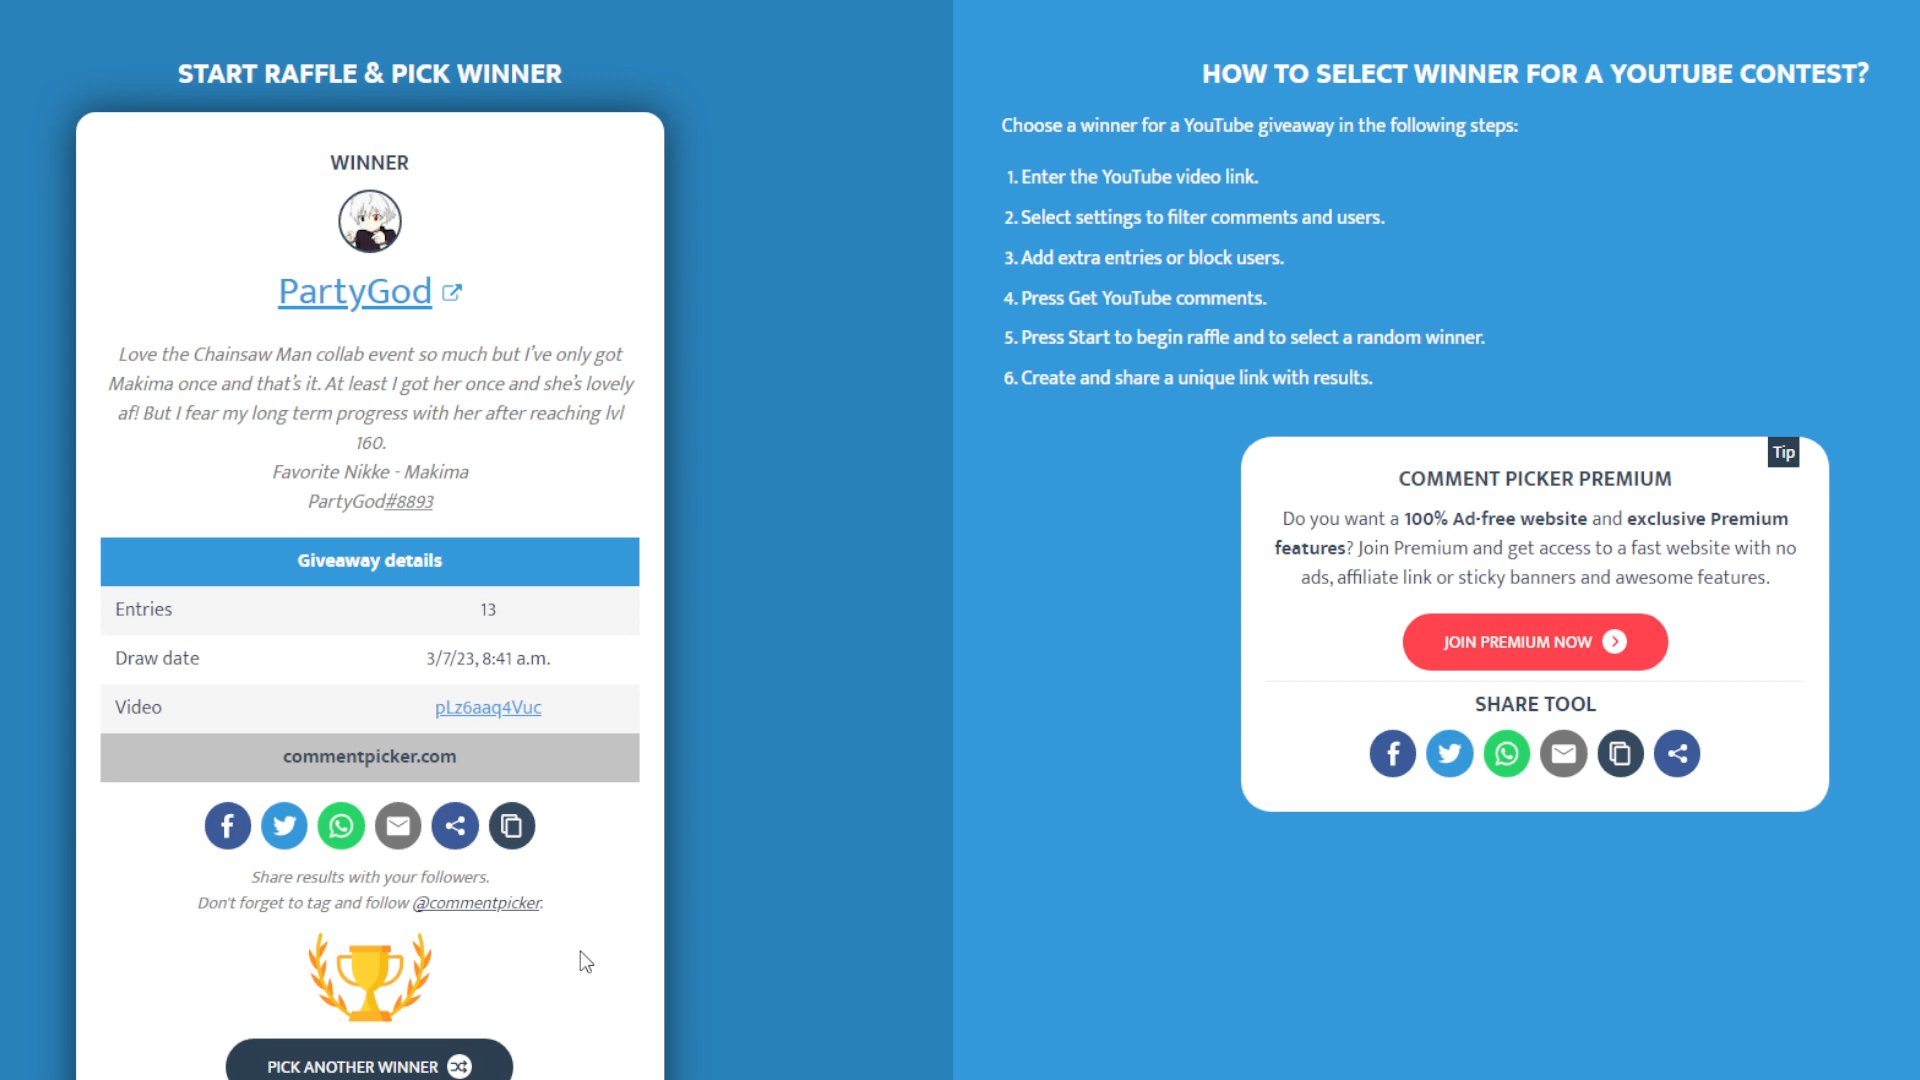 START RAFFLE & PICK WINNER
WINNER
PartyGod
Love the Chainsaw Man collab event so much but I've only got
Makima once and that's it. At least I got her once and she's lovely
af! But I fear my long term progress with her after reaching lvl
160.
Favorite Nikke - Makima
PartyGod#8893
Giveaway details
Entries 13
Draw date 3/7/23, 8:41 a.m.
Video pLz6aaq4Vuc
commentpicker.com
Share results with your followers.
Don't forget to tag and follow @commentpicker.
PICK ANOTHER WINNER
HOW TO SELECT WINNER FOR A YOUTUBE CONTEST?
Choose a winner for a YouTube giveaway in the following steps:
1. Enter the YouTube video link.
2. Select settings to filter comments and users.
3. Add extra entries or block users.
4. Press Get YouTube comments.
5. Press Start to begin raffle and to select a random winner.
6. Create and share a unique link with results.
Tip
COMMENT PICKER PREMIUM
Do you want a 100% Ad-free website and exclusive Premium
features? Join Premium and get access to a fast website with no
ads, affiliate link or sticky banners and awesome features.
JOIN PREMIUM NOW
SHARE TOOL